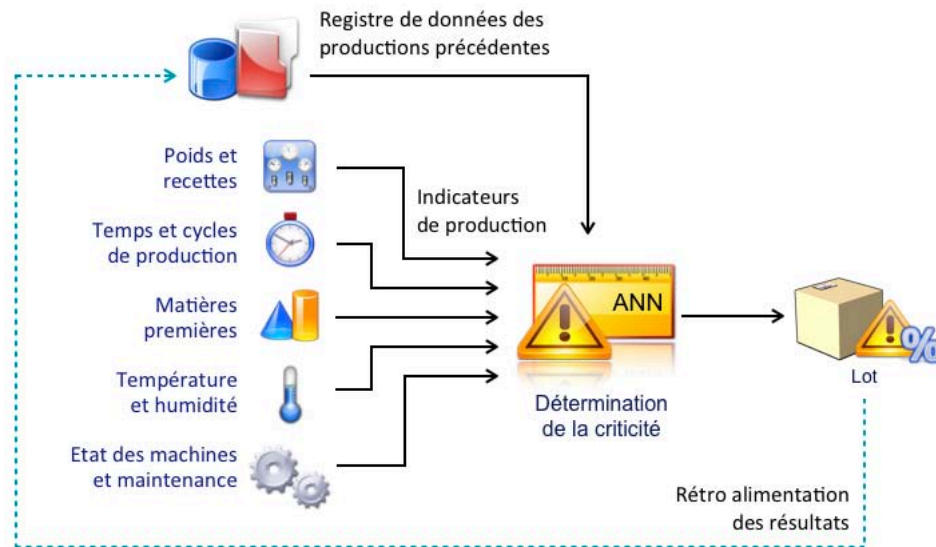 Registre de données des
productions précédentes
Poids et
recettes
Indicateurs
de production
Temps et cycles
de production
Matières
premières
ANN
Température
et humidité
%
Lot
Détermination
de la criticité
Etat des machines
et maintenance
Rétro alimentation
des résultats